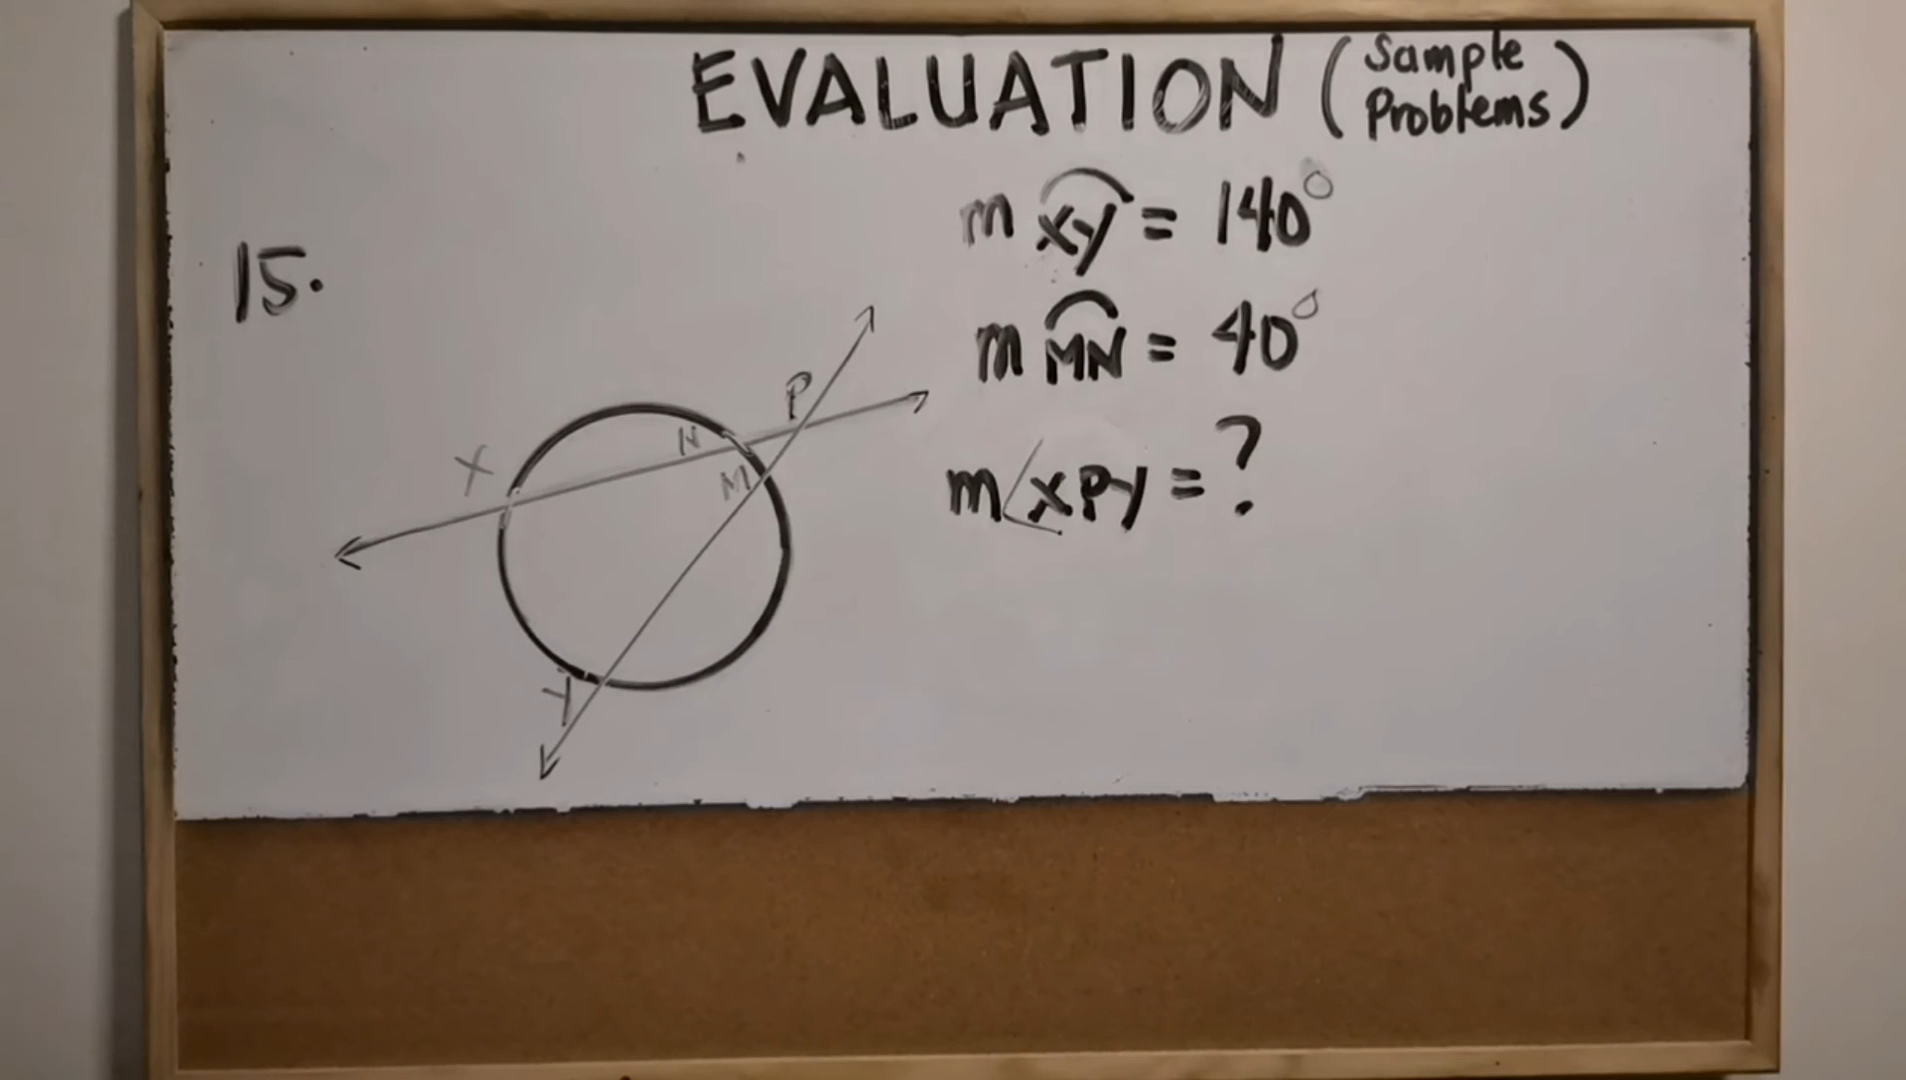 EVALUATION (Sample Problems)
m XY = 140°
15.
m MN = 40°
P
N
X
M
m∠XPY = ?
Y